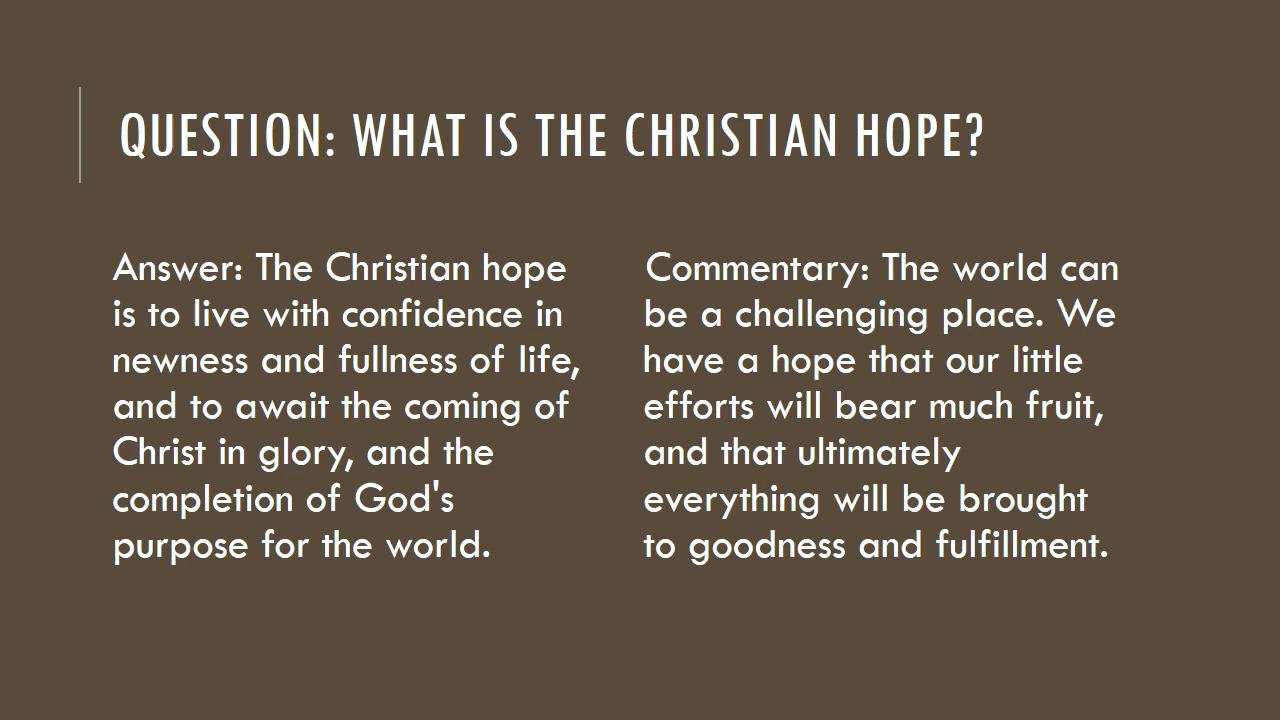 QUESTION: WHAT IS THE CHRISTIAN HOPE?
Answer: The Christian hope
is to live with confidence in
newness and fullness of life,
and to await the coming of
Christ in glory, and the
completion of God's
purpose for the world.
Commentary: The world can
be a challenging place. We
have a hope that our little
efforts will bear much fruit,
and that ultimately
everything will be brought
to goodness and fulfillment.